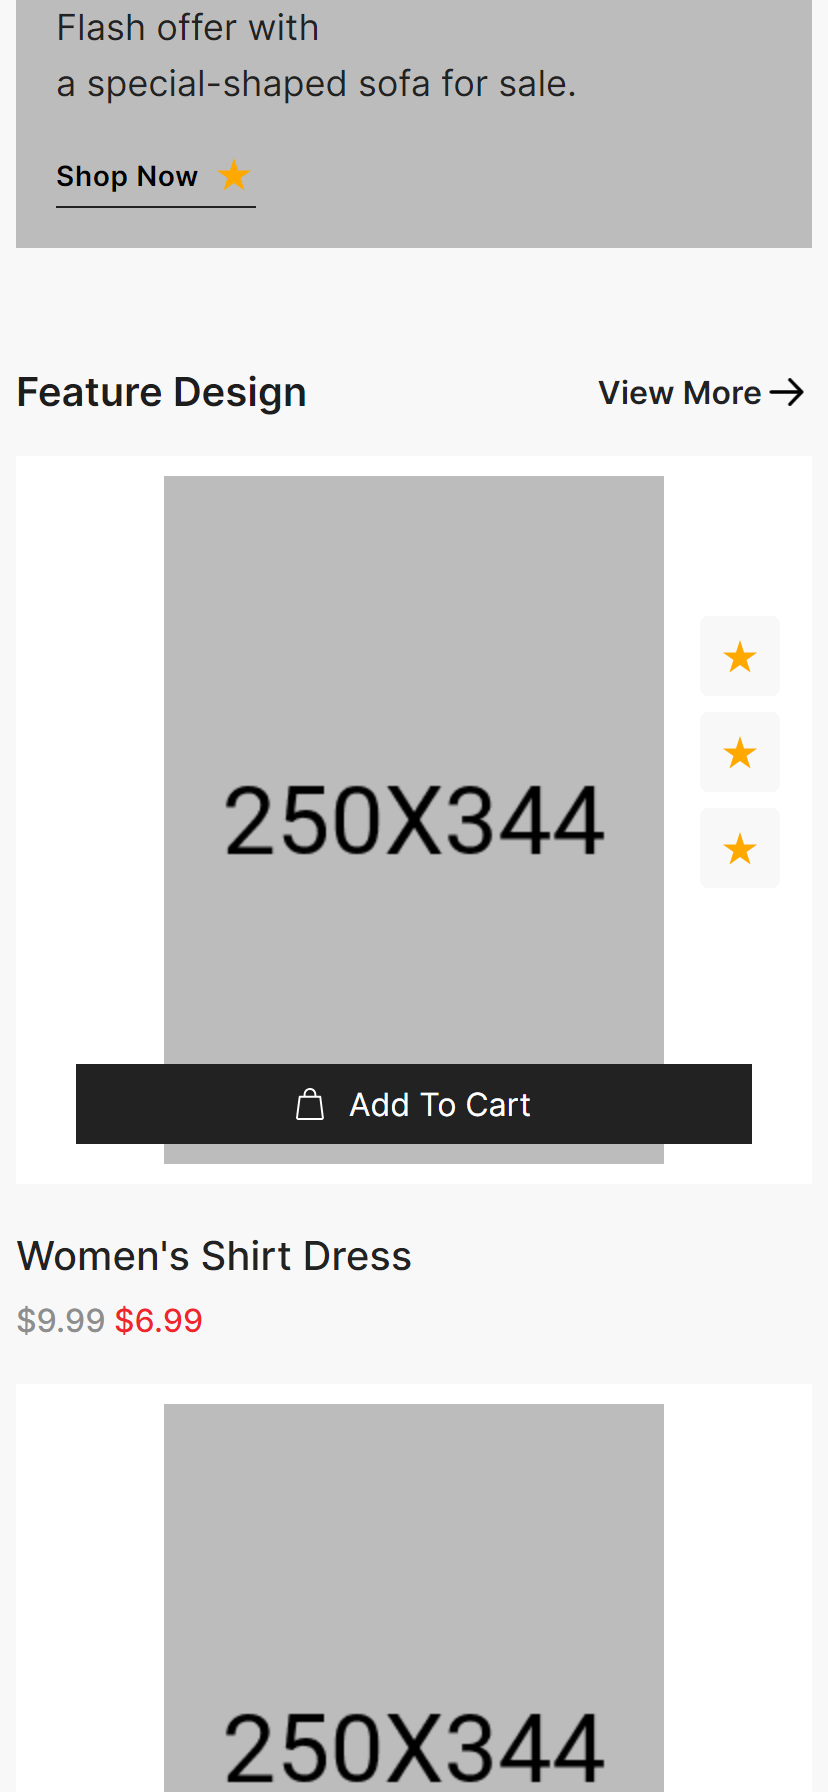 Flash offer with
a special-shaped sofa for sale.
Shop Now
Feature Design
View More
250X344
Add To Cart
Women's Shirt Dress
$9.99 $6.99
250X344